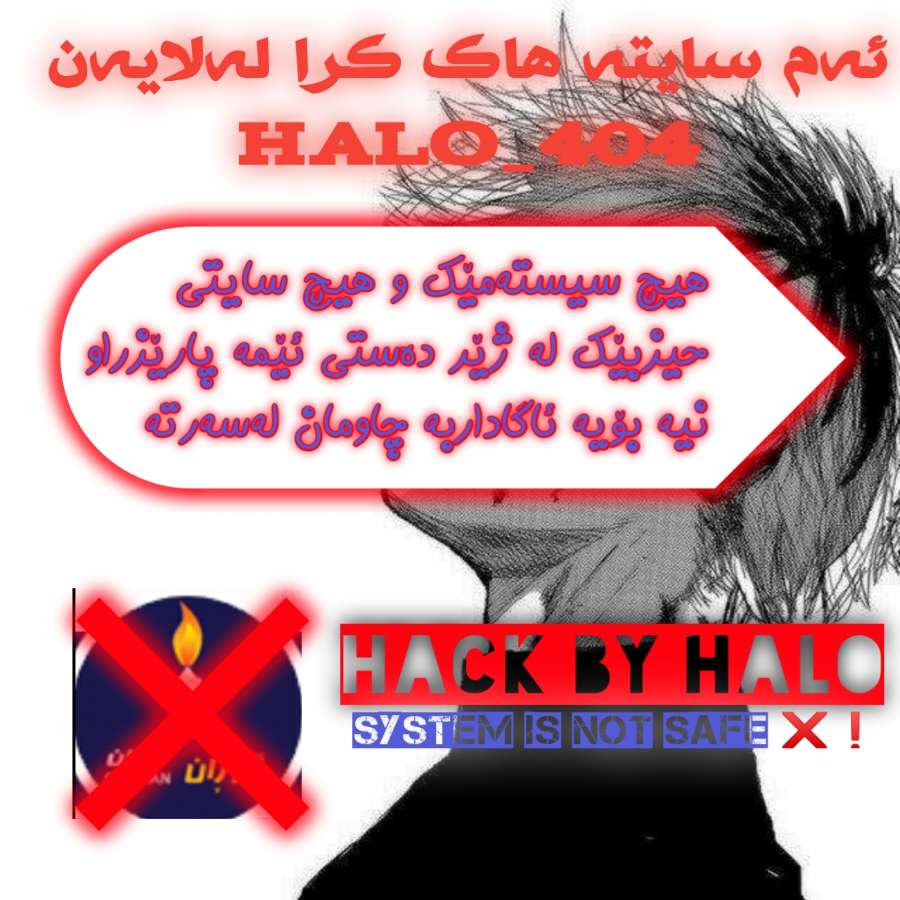 ئەم سایتە هاک کرا لەلایەن
HALO_404
هیچ سیستەمێک و هیچ سایتی
حیزبێک لە ژێر دەستی ئێمە پارێزراو
نیە بۆیە ئاگاداربە چاومان لەسەرتە
HACK BY HALO
SYSTEM IS NOT SAFE ❌❗